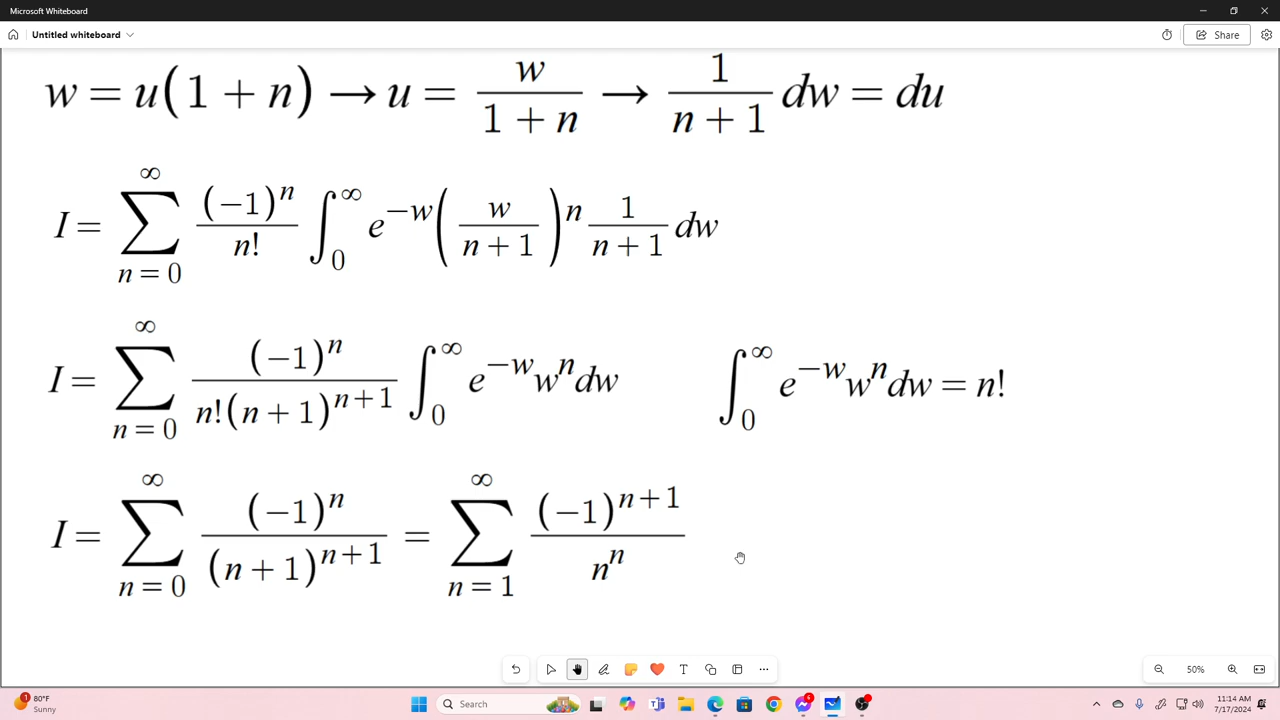 Microsoft Whiteboard
Untitled whiteboard
Share
w = u(1 + n) → u = w/(1 + n) → 1/(n + 1) dw = du
I = ∑_{n = 0}^{∞} (−1)^n/n! ∫_0^∞ e^{−w} (w/(n + 1))^n 1/(n + 1) dw
I = ∑_{n = 0}^{∞} (−1)^n/(n!(n + 1)^{n + 1}) ∫_0^∞ e^{−w} w^n dw    ∫_0^∞ e^{−w} w^n dw = n!
I = ∑_{n = 0}^{∞} (−1)^n/(n + 1)^{n + 1} = ∑_{n = 1}^{∞} (−1)^{n + 1}/n^n
50%
1
80°F
Sunny
Search
6
11:14 AM
7/17/2024